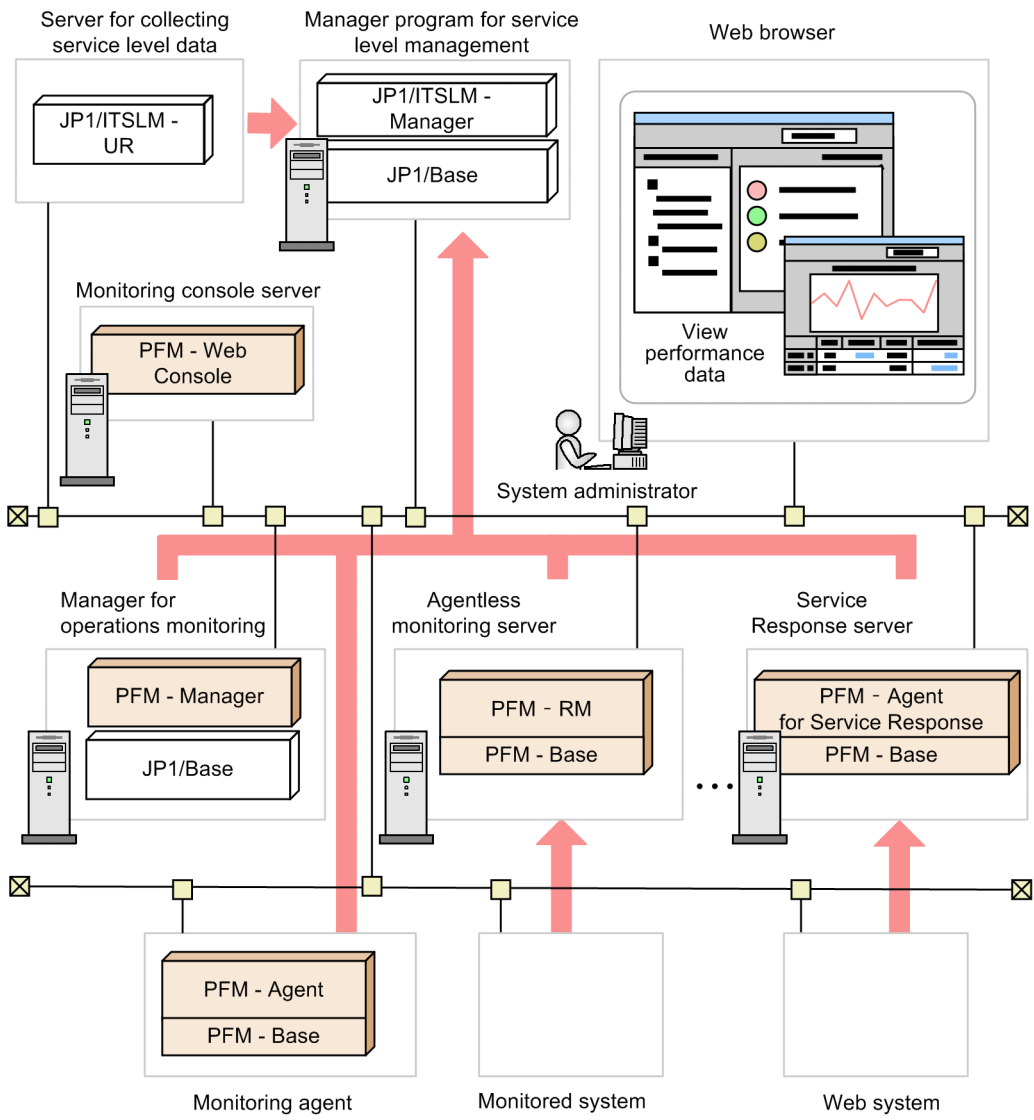 Server for collecting
service level data
Manager program for service
level management
Web browser
JP1/ITSLM -
UR
JP1/ITSLM -
Manager
JP1/Base
Monitoring console server
PFM - Web
Console
View
performance
data
System administrator
Manager for
operations monitoring
Agentless
monitoring server
Service
Response server
PFM - Manager
JP1/Base
PFM - RM
PFM - Base
PFM - Agent
for Service Response
PFM - Base
...
PFM - Agent
PFM - Base
Monitoring agent
Monitored system
Web system